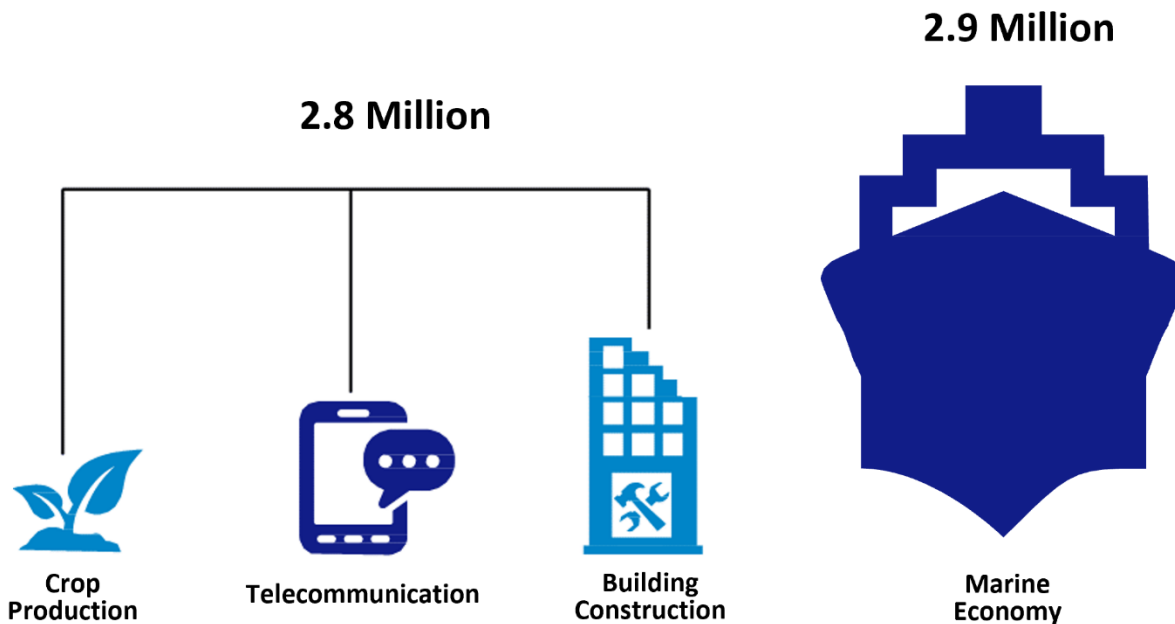 2.9 Million
2.8 Million
Crop
Production
Telecommunication
Building
Construction
Marine
Economy